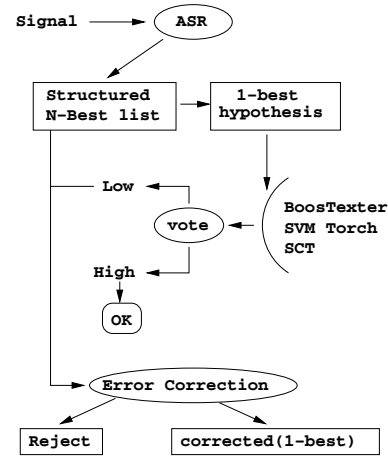 Signal
ASR
Structured
N-Best list
1-best
hypothesis
Low
BoosTexter
SVM Torch
SCT
vote
High
OK
Error Correction
Reject
corrected(1-best)